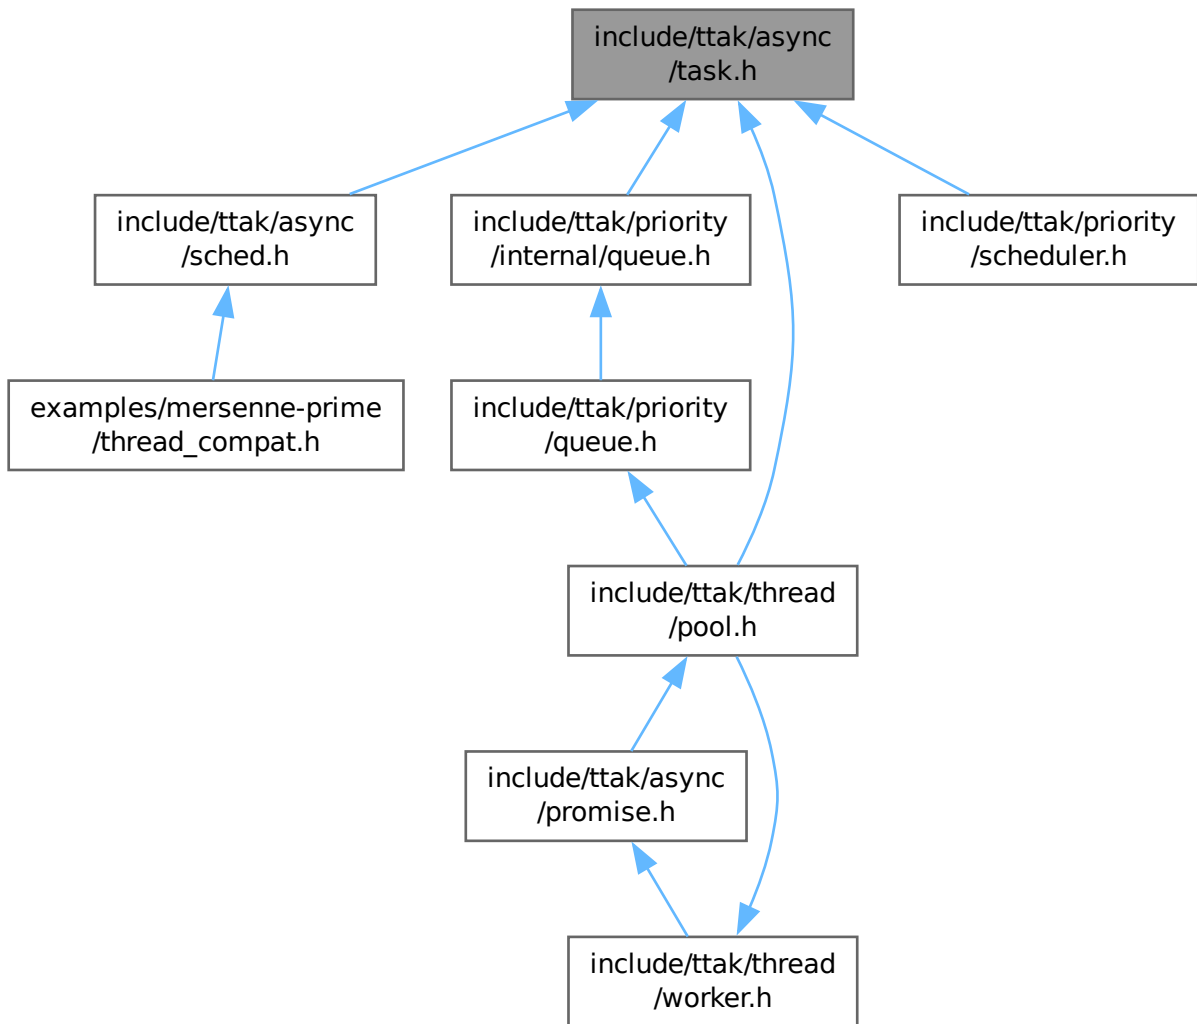 include/ttak/async
/task.h
include/ttak/async
/sched.h
include/ttak/priority
/internal/queue.h
include/ttak/priority
/scheduler.h
examples/mersenne-prime
/thread_compat.h
include/ttak/priority
/queue.h
include/ttak/thread
/pool.h
include/ttak/async
/promise.h
include/ttak/thread
/worker.h